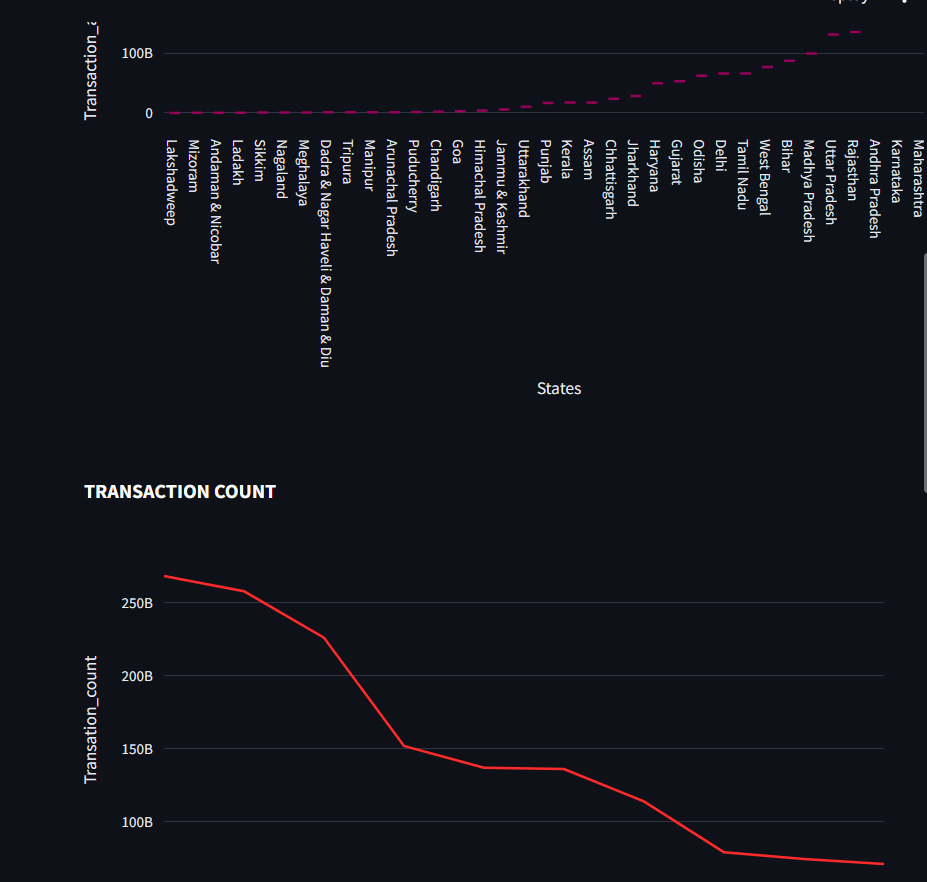 100B
0
Lakshadweep
Mizoram
Andaman & Nicobar
Ladakh
Sikkim
Nagaland
Meghalaya
Dadra & Nagar Haveli & Daman & Diu
Tripura
Manipur
Arunachal Pradesh
Puducherry
Chandigarh
Goa
Himachal Pradesh
Jammu & Kashmir
Uttarakhand
Punjab
Kerala
Assam
Chhattisgarh
Jharkhand
Haryana
Gujarat
Odisha
Delhi
Tamil Nadu
West Bengal
Bihar
Madhya Pradesh
Uttar Pradesh
Rajasthan
Andhra Pradesh
Karnataka
Maharashtra
States
TRANSACTION COUNT
Transation_count
250B
200B
150B
100B